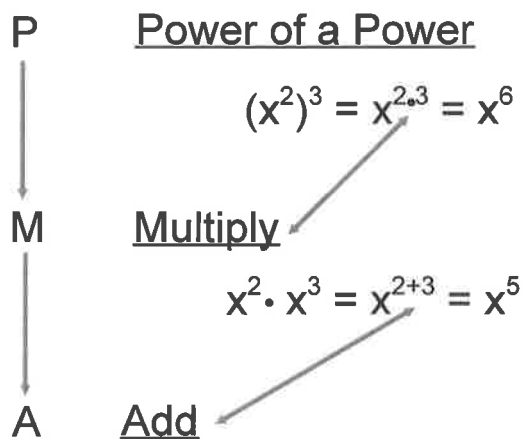 P Power of a Power
(x²)³ = x²•³ = x⁶
M Multiply
x² • x³ = x²⁺³ = x⁵
A Add